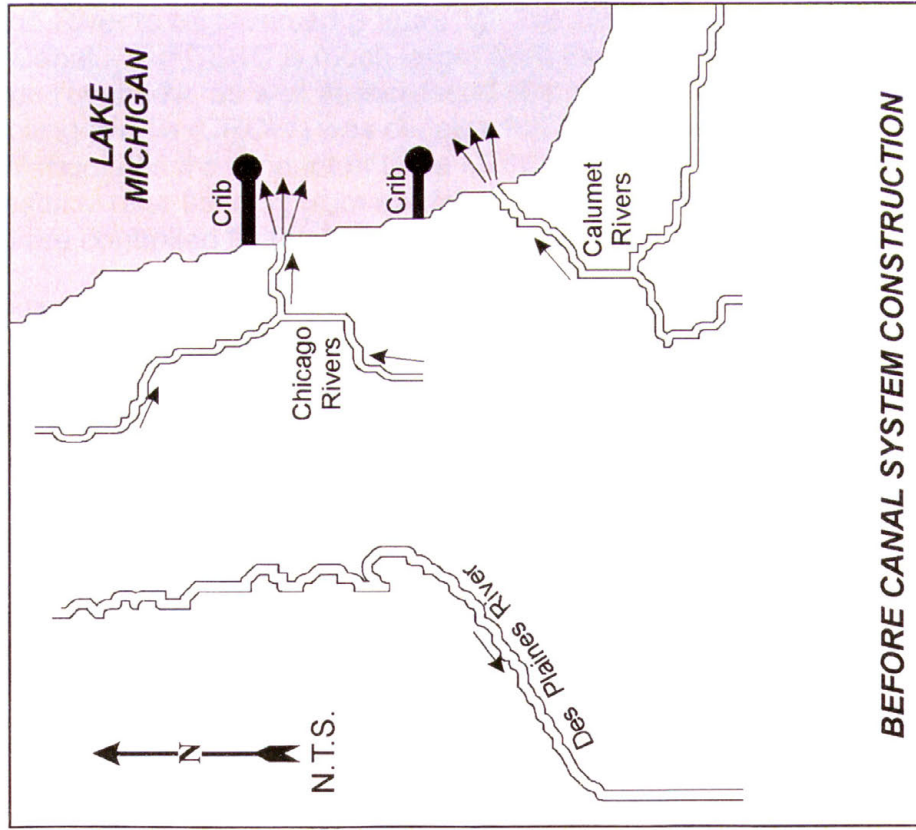 LAKE
MICHIGAN
Crib
Crib
Chicago
Rivers
Calumet
Rivers
Des Plaines River
N
N.T.S.
BEFORE CANAL SYSTEM CONSTRUCTION